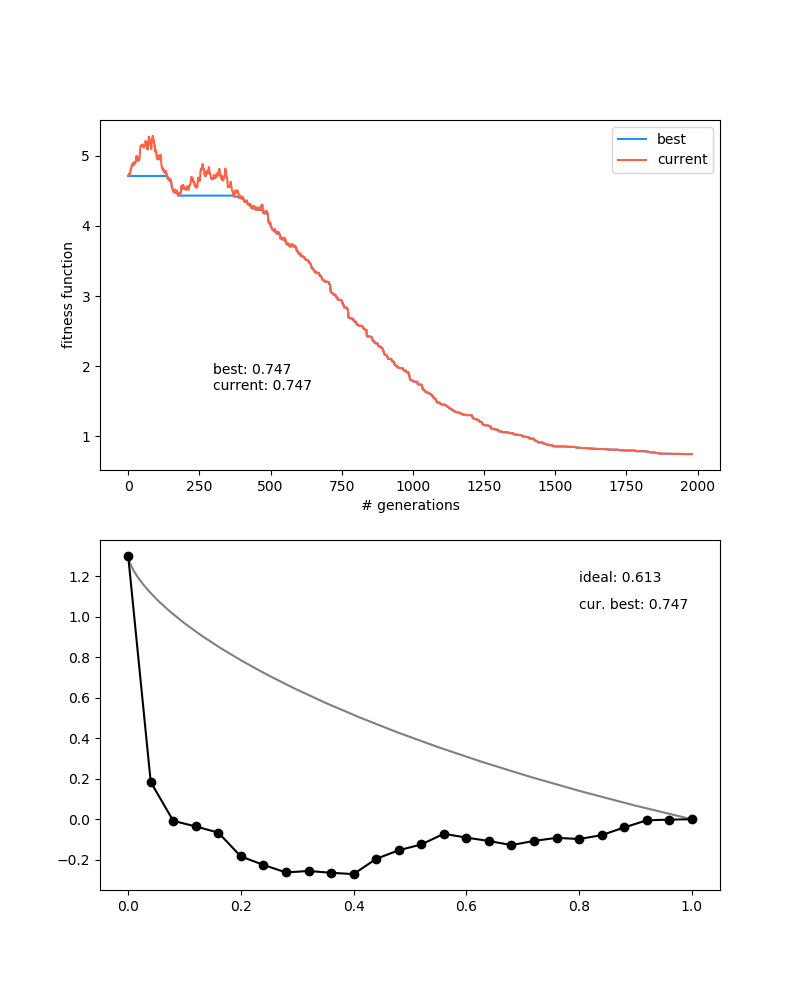 best
current
5
4
3
2
1
fitness function
best: 0.747
current: 0.747
0 250 500 750 1000 1250 1500 1750 2000
# generations
ideal: 0.613
cur. best: 0.747
1.2
1.0
0.8
0.6
0.4
0.2
0.0
−0.2
0.0 0.2 0.4 0.6 0.8 1.0